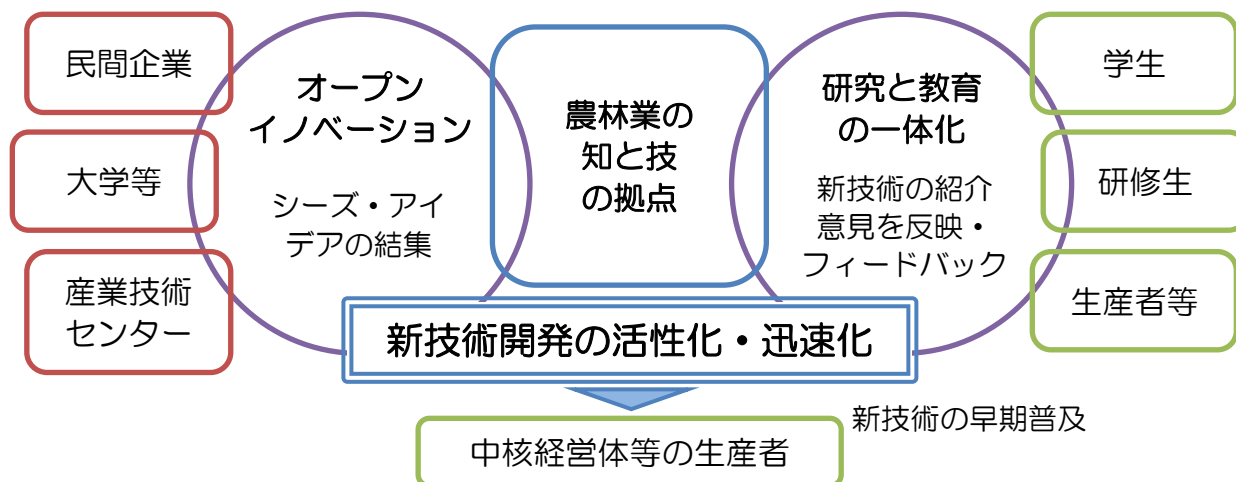 民間企業
大学等
産業技術
センター
オープン
イノベーション
シーズ・アイ
デアの結集
農林業の
知と技
の拠点
研究と教育
の一体化
新技術の紹介
意見を反映・
フィードバック
学生
研修生
生産者等
新技術開発の活性化・迅速化
新技術の早期普及
中核経営体等の生産者